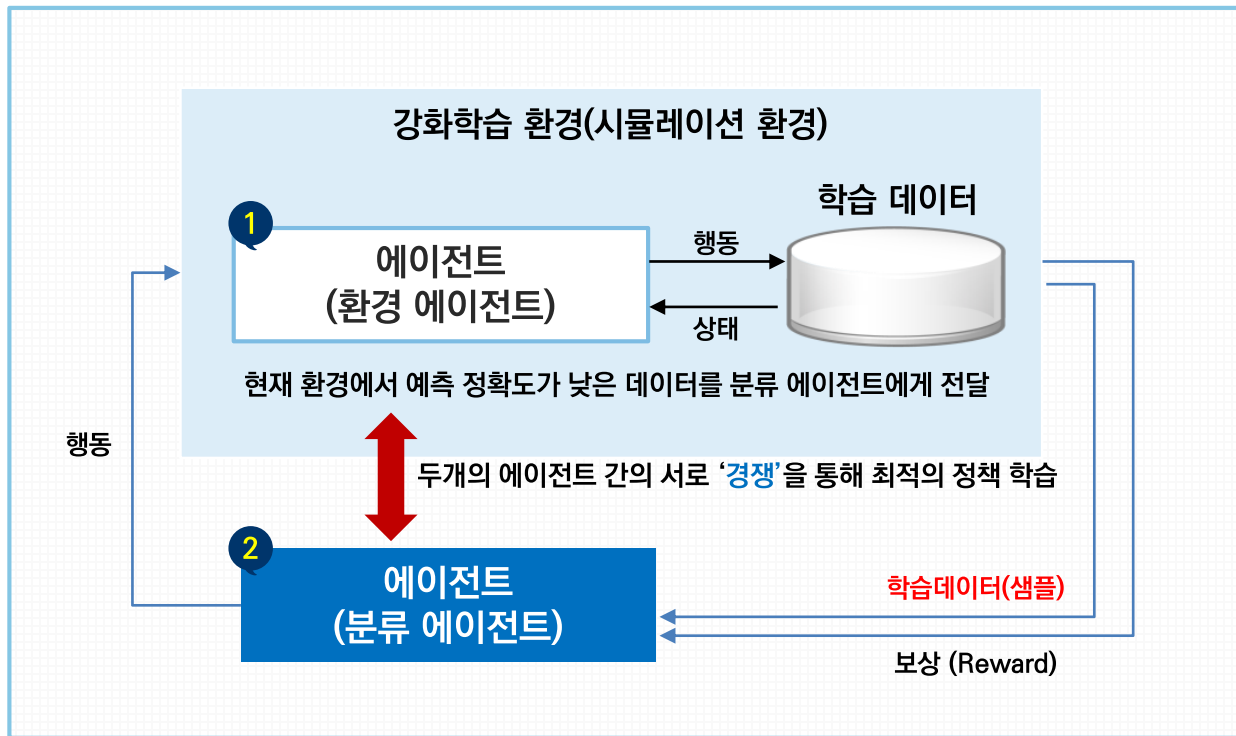 강화학습 환경(시뮬레이션 환경)
학습 데이터
1
에이전트
(환경 에이전트)
행동
상태
현재 환경에서 예측 정확도가 낮은 데이터를 분류 에이전트에게 전달
행동
두개의 에이전트 간의 서로 ‘경쟁’을 통해 최적의 정책 학습
2
에이전트
(분류 에이전트)
학습데이터(샘플)
보상 (Reward)